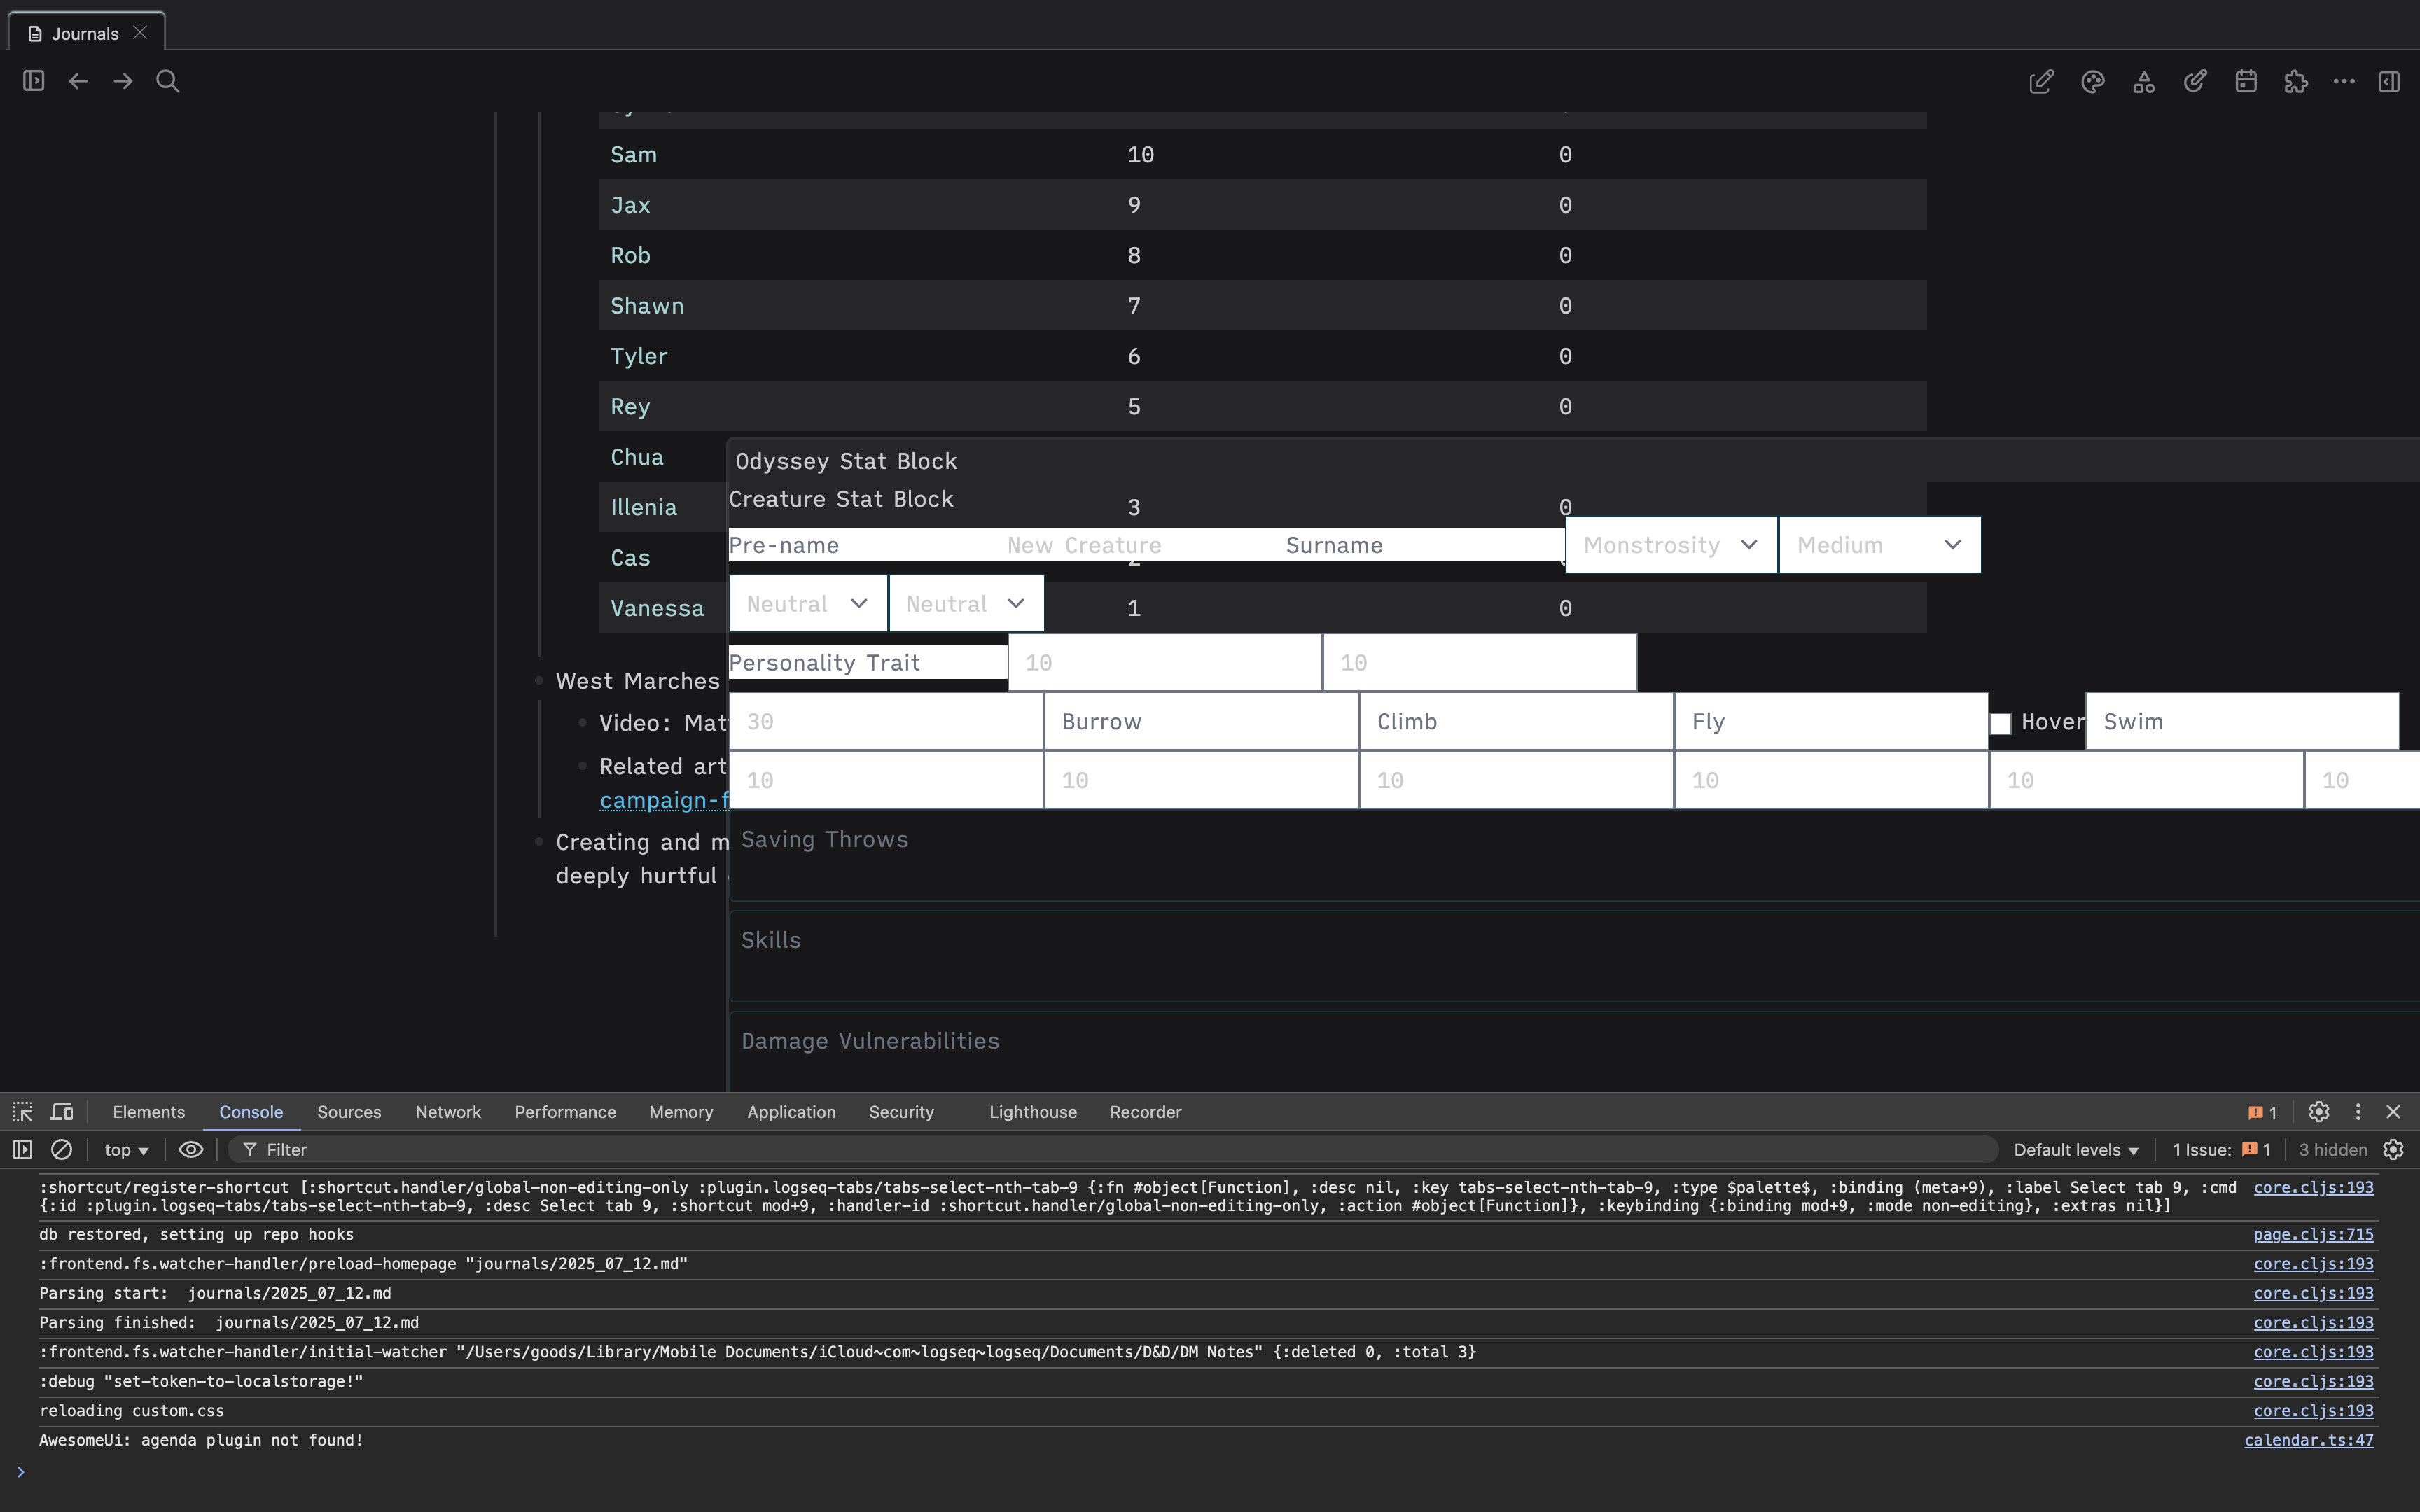 Journals
Sam 10 0
Jax 9 0
Rob 8 0
Shawn 7 0
Tyler 6 0
Rey 5 0
Chua
Odyssey Stat Block
Creature Stat Block
Illenia 3 0
Pre-name New Creature Surname Monstrosity Medium
Cas
Neutral Neutral
Vanessa 1 0
Personality Trait 10 10
West Marches
30 Burrow Climb Fly Hover Swim
Video: Mat
Related art
10 10 10 10 10 10
campaign-f
Creating and m
Saving Throws
deeply hurtful
Skills
Damage Vulnerabilities
Elements Console Sources Network Performance Memory Application Security Lighthouse Recorder 1
top Filter Default levels 1 Issue: 1 3 hidden
:shortcut/register-shortcut [:shortcut.handler/global-non-editing-only :plugin.logseq-tabs/tabs-select-nth-tab-9 {:fn #object[Function], :desc nil, :key tabs-select-nth-tab-9, :type $palette$, :binding (meta+9), :label Select tab 9, :cmd core.cljs:193
{:id :plugin.logseq-tabs/tabs-select-nth-tab-9, :desc Select tab 9, :shortcut mod+9, :handler-id :shortcut.handler/global-non-editing-only, :action #object[Function]}, :keybinding {:binding mod+9, :mode non-editing}, :extras nil}]
db restored, setting up repo hooks page.cljs:715
:frontend.fs.watcher-handler/preload-homepage "journals/2025_07_12.md" core.cljs:193
Parsing start:  journals/2025_07_12.md core.cljs:193
Parsing finished:  journals/2025_07_12.md core.cljs:193
:frontend.fs.watcher-handler/initial-watcher "/Users/goods/Library/Mobile Documents/iCloud~com~logseq~logseq/Documents/D&D/DM Notes" {:deleted 0, :total 3} core.cljs:193
:debug "set-token-to-localstorage!" core.cljs:193
reloading custom.css core.cljs:193
AwesomeUi: agenda plugin not found! calendar.ts:47